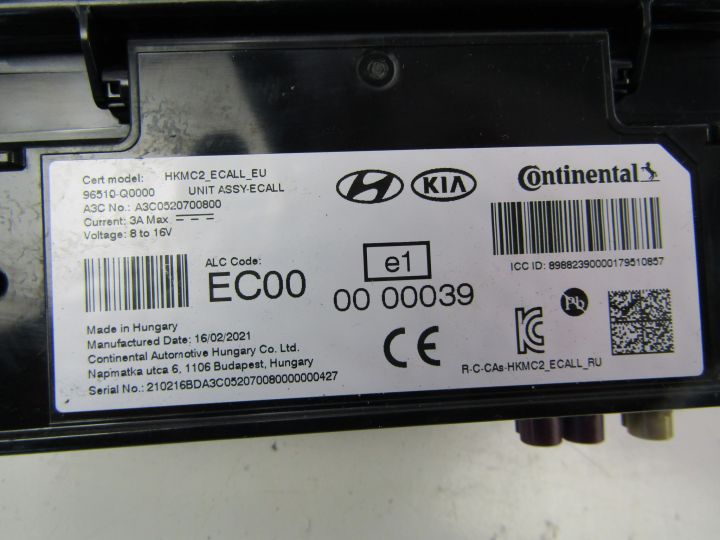 Cert model: HKMC2_ECALL_EU
96510-Q0000 UNIT ASSY-ECALL
A3C No.: A3C0520700800
Current: 3A Max
Voltage: 8 to 16V
KIA
Continental
ICC ID: 89882390000179510857
ALC Code:
EC00
e1
00 00039
Made in Hungary
Manufactured Date: 16/02/2021
Continental Automotive Hungary Co. Ltd.
Napmatka utca 6, 1106 Budapest, Hungary
Serial No.: 210216BDA3C0520700800000000427
CE
Pb
R-C-CAs-HKMC2_ECALL_RU